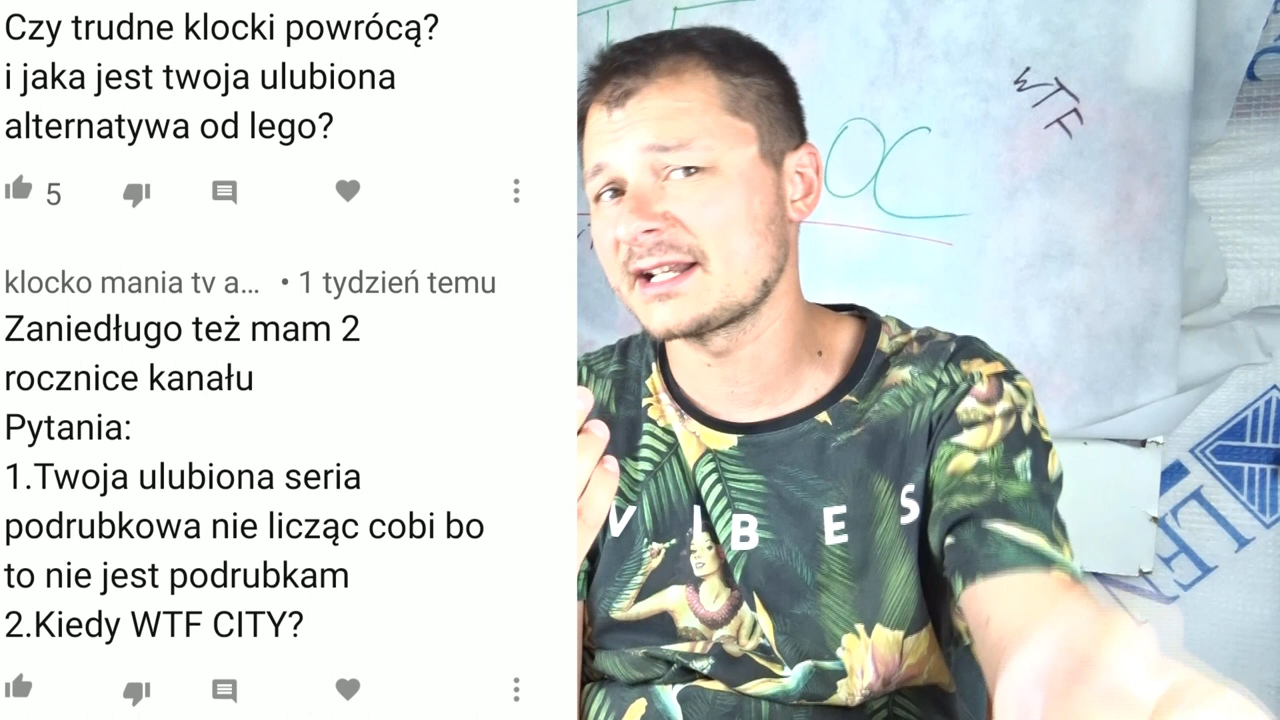 Czy trudne klocki powrócą?
i jaka jest twoja ulubiona
alternatywa od lego?
5
klocko mania tv a... • 1 tydzień temu
Zaniedługo też mam 2
rocznice kanału
Pytania:
1.Twoja ulubiona seria
podrubkowa nie licząc cobi bo
to nie jest podrubkam
2.Kiedy WTF CITY?
OC
WTF
VIBES